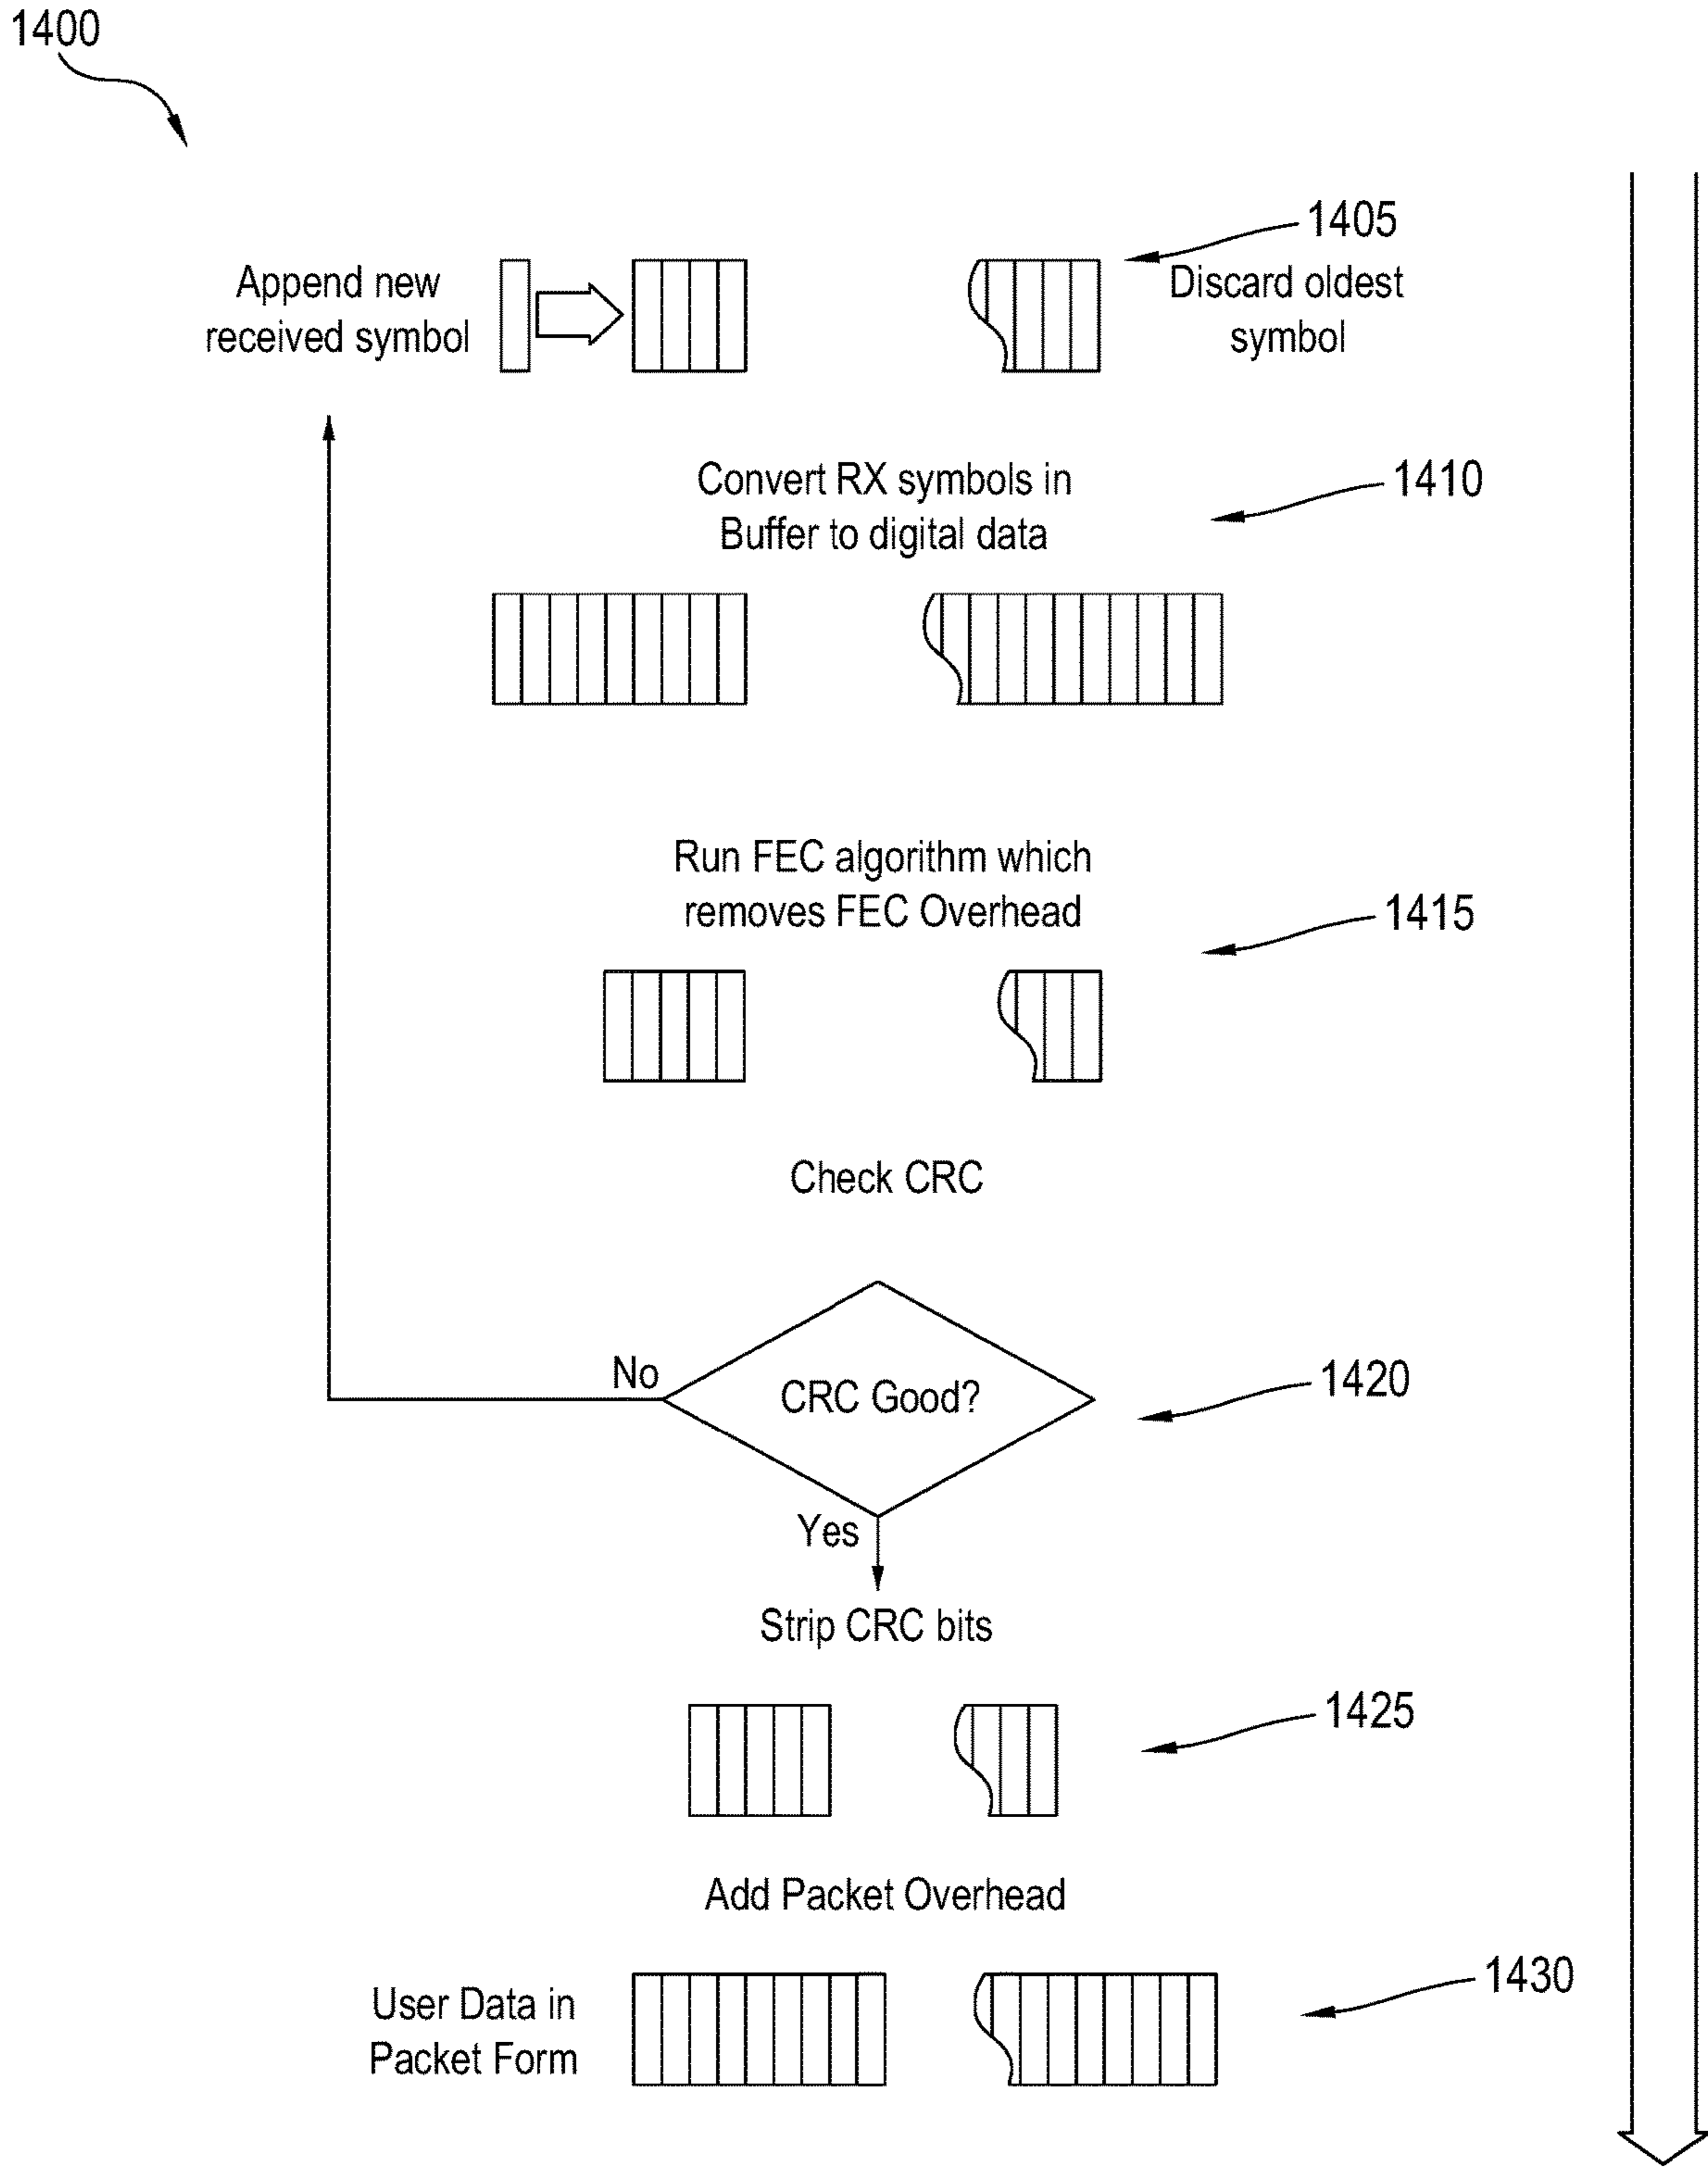 1400
1405
Append new
received symbol
Discard oldest
symbol
Convert RX symbols in
Buffer to digital data
1410
Run FEC algorithm which
removes FEC Overhead
1415
Check CRC
No
CRC Good?
1420
Yes
Strip CRC bits
1425
Add Packet Overhead
User Data in
Packet Form
1430